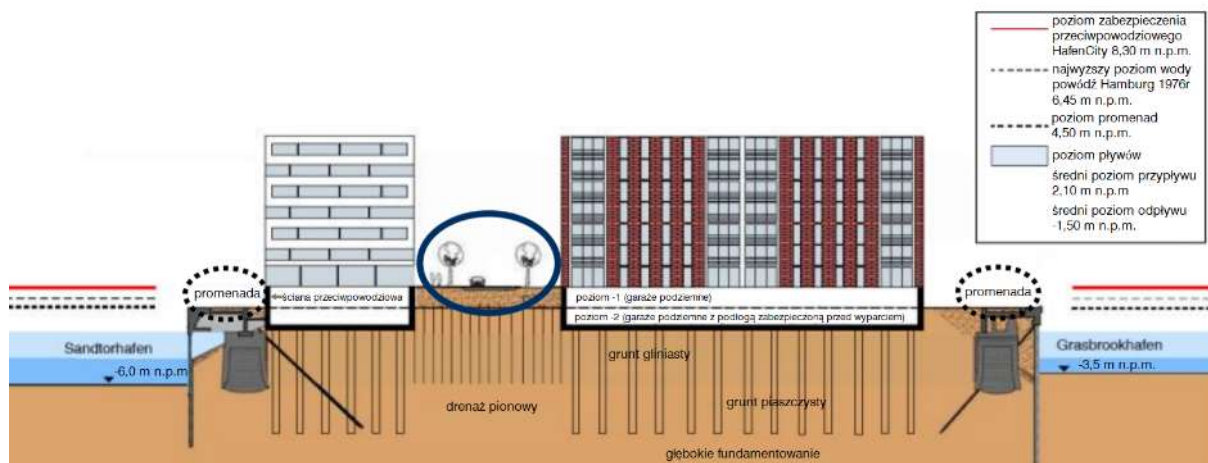 poziom zabezpieczenia
przeciwpowodziowego
HafenCity 8,30 m n.p.m.
najwyższy poziom wody
powódź Hamburg 1976r
6,45 m n.p.m.
poziom promenad
4,50 m n.p.m.
poziom pływów
średni poziom przypływu
2,10 m n.p.m
średni poziom odpływu
-1,50 m n.p.m.
promenada
ściana przeciwpowodziowa
poziom -1 (garaże podziemne)
promenada
poziom -2 (garaże podziemne z podłogą zabezpieczoną przed wyparciem)
Sandtorhafen
grunt gliniasty
Grasbrookhafen
-6,0 m n.p.m
-3,5 m n.p.m.
drenaż pionowy
grunt piaszczysty
głębokie fundamentowanie